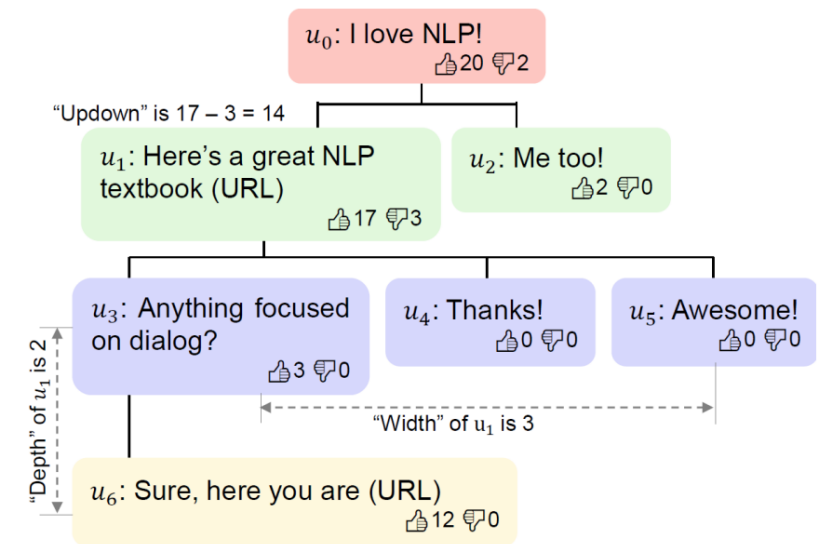 u₀: I love NLP!
👍20 👎2
“Updown” is 17 – 3 = 14
u₁: Here’s a great NLP
textbook (URL)
👍17 👎3
u₂: Me too!
👍2 👎0
u₃: Anything focused
on dialog?
👍3 👎0
u₄: Thanks!
👍0 👎0
u₅: Awesome!
👍0 👎0
“Depth” of u₁ is 2
“Width” of u₁ is 3
u₆: Sure, here you are (URL)
👍12 👎0